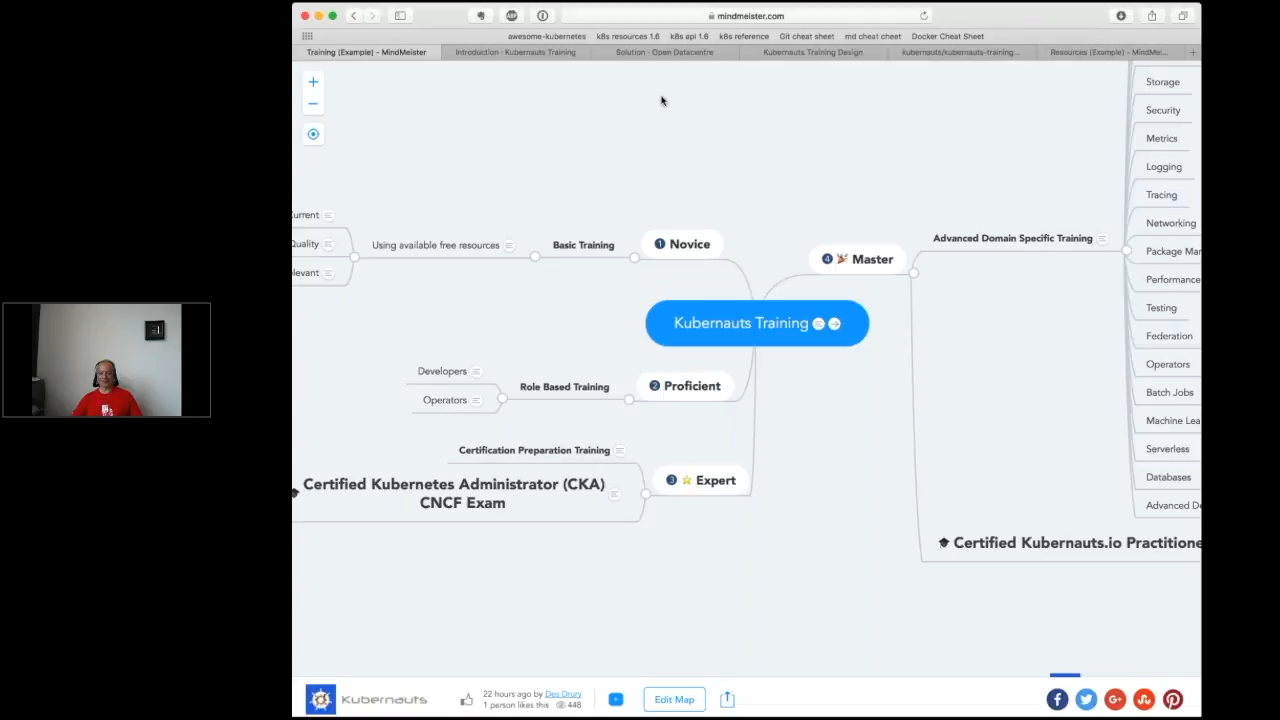 mindmeister.com
awesome-kubernetes k8s resources 1.6 k8s api 1.6 k8s reference Git cheat sheet md cheat sheet Docker Cheat Sheet
Training (Example) – MindMeister Introduction · Kubernauts Training Solution · Open Datacentre Kubernauts Training Design kubernauts/kubernauts-training... Resources (Example) – MindMei...
+
−
Storage
Security
Metrics
Logging
Tracing
Networking
Package Man
Performance
Testing
Federation
Operators
Batch Jobs
Machine Lea
Serverless
Databases
Advanced De
Advanced Domain Specific Training
4 Master
Certified Kubernauts.io Practitione
Kubernauts Training
1 Novice
Basic Training
Using available free resources
Current
Quality
elevant
2 Proficient
Role Based Training
Developers
Operators
3 Expert
Certification Preparation Training
Certified Kubernetes Administrator (CKA)
CNCF Exam
Kubernauts
22 hours ago by Des Drury
1 person likes this 448
Edit Map